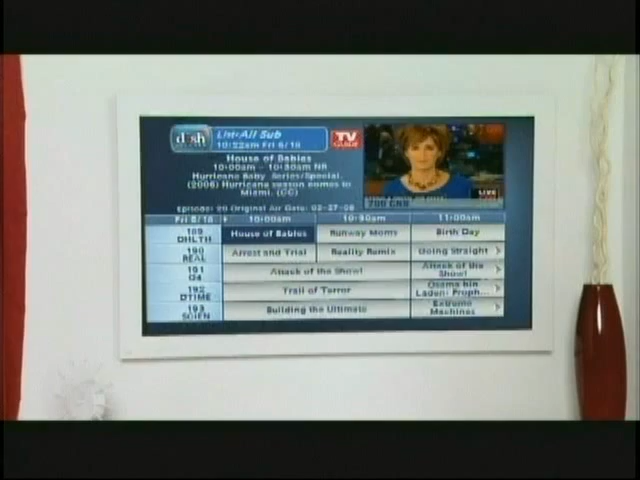 dish
List-All Sub
10:22am Fri 6/16
TV
GUIDE
House of Babies
10:00am - 10:30am NR
Hurricane Baby. Series/Special.
(2006) Hurricane season comes to
Miami. (CC)
Episode: 20 Original Air Date: 02-27-06
LIVE
200 CNN
Fri 6/16 10:00am 10:30am 11:00am
189 DHLTH House of Babies Runway Moms Birth Day
190 REAL Arrest and Trial Reality Remix Going Straight
191 G4 Attack of the Show! Attack of the Show!
192 DTIME Trail of Terror Osama bin Laden: Proph...
193 SCIEN Building the Ultimate Extreme Machines